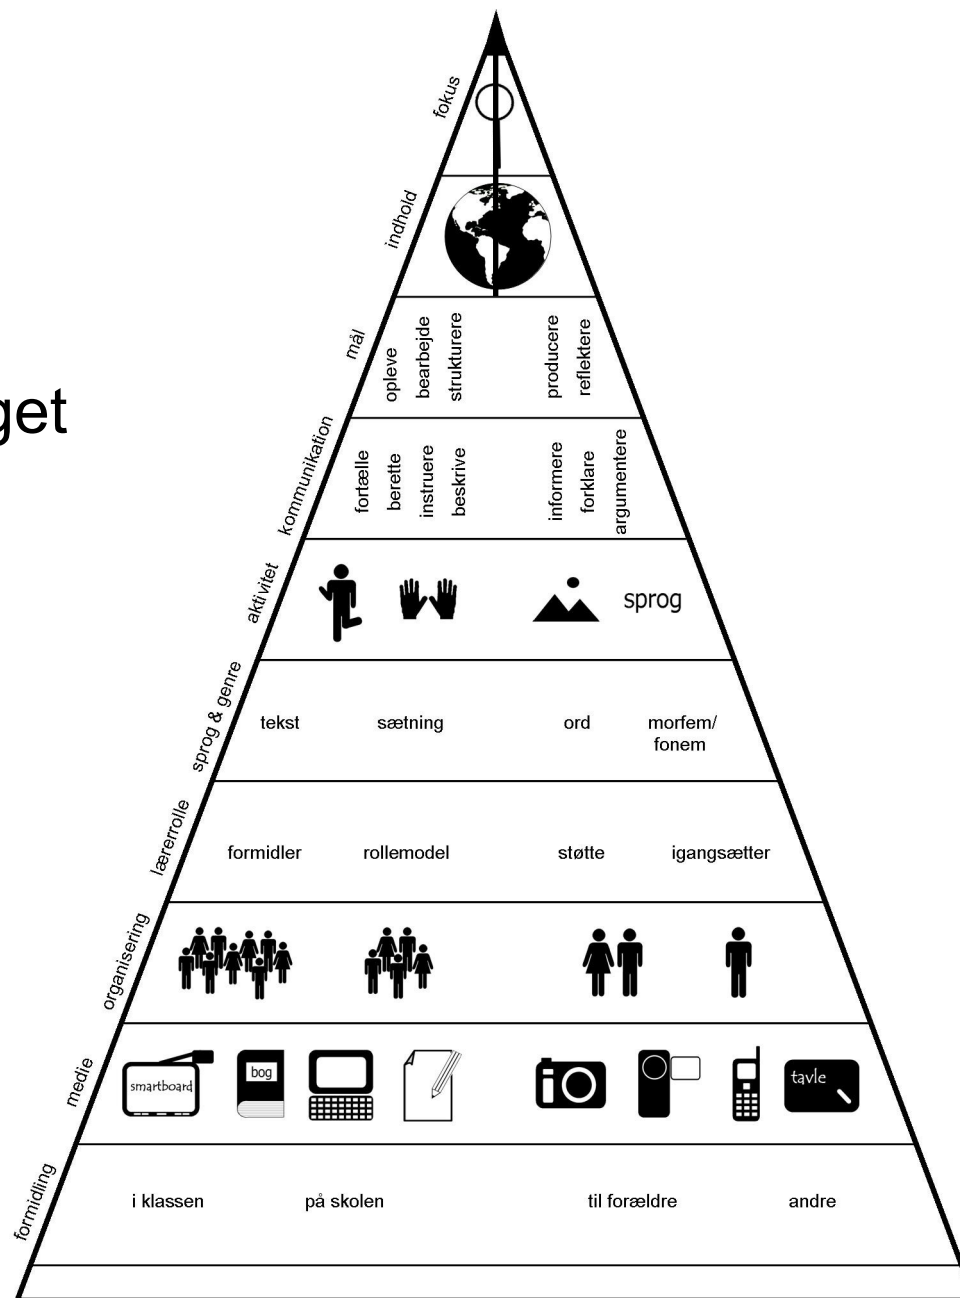 fokus
indhold
mål
opleve
bearbejde
strukturere
producere
reflektere
get
kommunikation
fortælle
berette
instruere
beskrive
informere
forklare
argumentere
aktivitet
sprog
sprog & genre
tekst
sætning
ord
morfem/
fonem
lærerrolle
formidler
rollemodel
støtte
igangsætter
organisering
medie
smartboard
bog
tavle
formidling
i klassen
på skolen
til forældre
andre